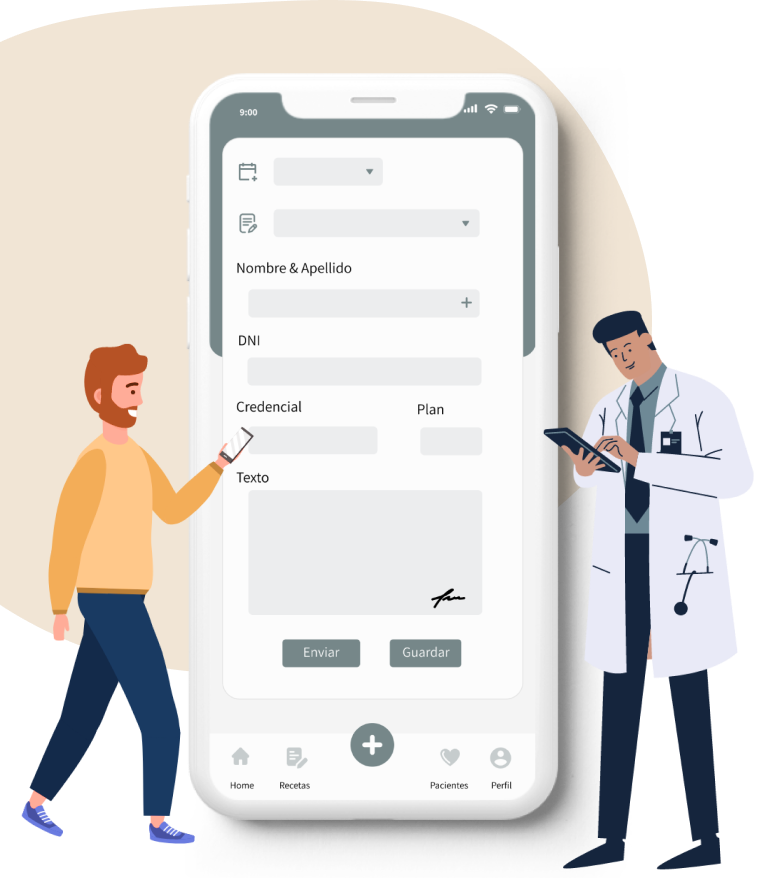 9:00
Nombre & Apellido
DNI
Credencial
Plan
Texto
Enviar
Guardar
Home
Recetas
Pacientes
Perfil